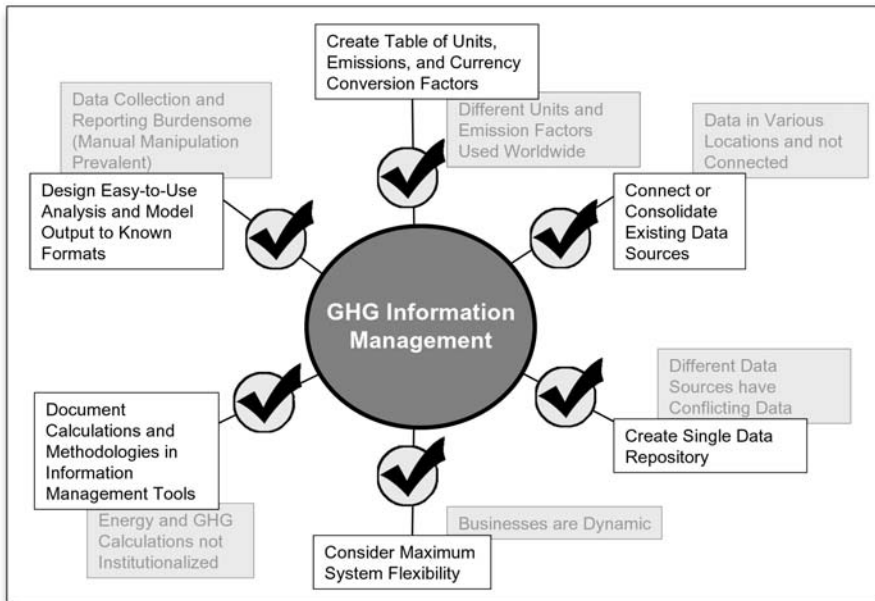 Create Table of Units,
Emissions, and Currency
Conversion Factors
Data Collection and
Reporting Burdensome
(Manual Manipulation
Prevalent)
Different Units and
Emission Factors
Used Worldwide
Data in Various
Locations and not
Connected
Design Easy-to-Use
Analysis and Model
Output to Known
Formats
Connect or
Consolidate
Existing Data
Sources
GHG Information
Management
Different Data
Sources have
Conflicting Data
Document
Calculations and
Methodologies in
Information
Management Tools
Create Single Data
Repository
Energy and GHG
Calculations not
Institutionalized
Businesses are Dynamic
Consider Maximum
System Flexibility